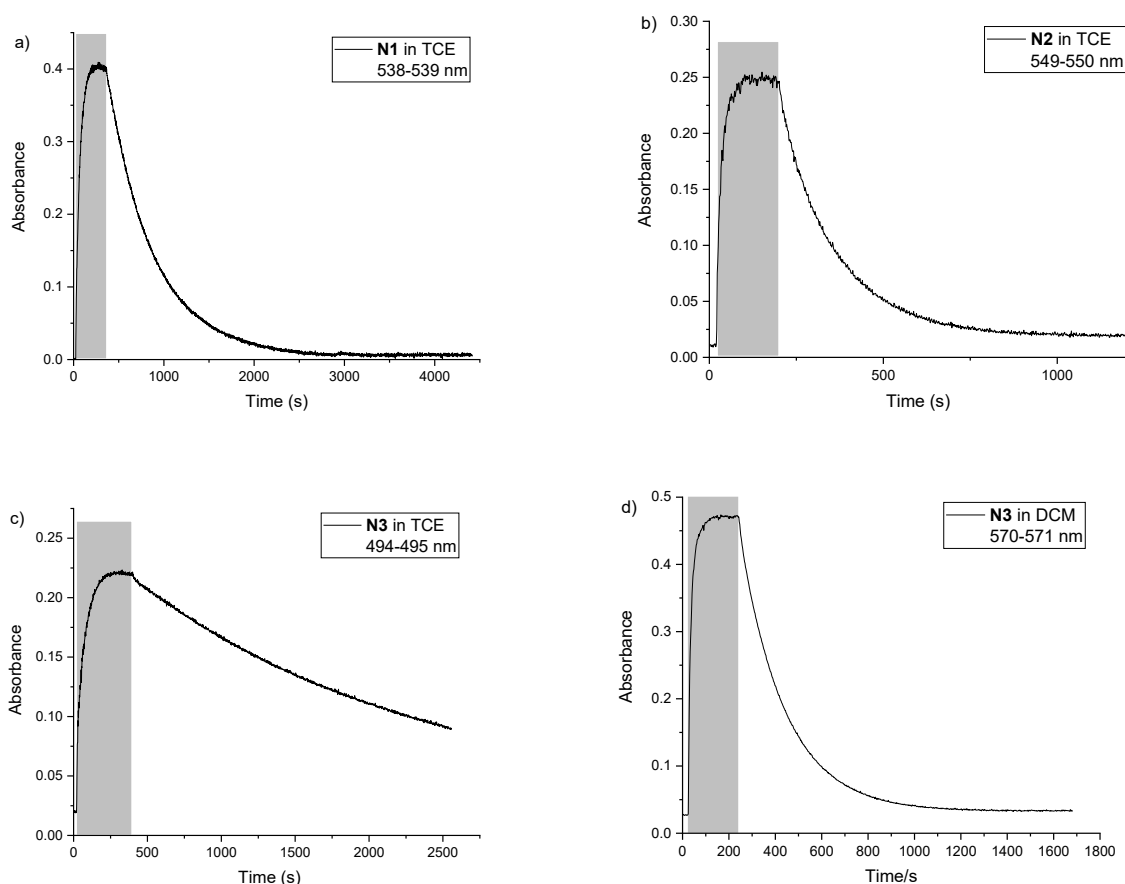 a)
N1 in TCE
538-539 nm
Absorbance
0.4
0.3
0.2
0.1
0.0
0
1000
2000
3000
4000
Time (s)
b)
N2 in TCE
549-550 nm
Absorbance
0.25
0.20
0.15
0.10
0.05
0.00
0
500
1000
Time (s)
c)
N3 in TCE
494-495 nm
Absorbance
0.25
0.20
0.15
0.10
0.05
0.00
0
500
1000
1500
2000
2500
Time (s)
d)
N3 in DCM
570-571 nm
Absorbance
0.5
0.4
0.3
0.2
0.1
0.0
0
200
400
600
800
1000
1200
1400
1600
1800
Time/s